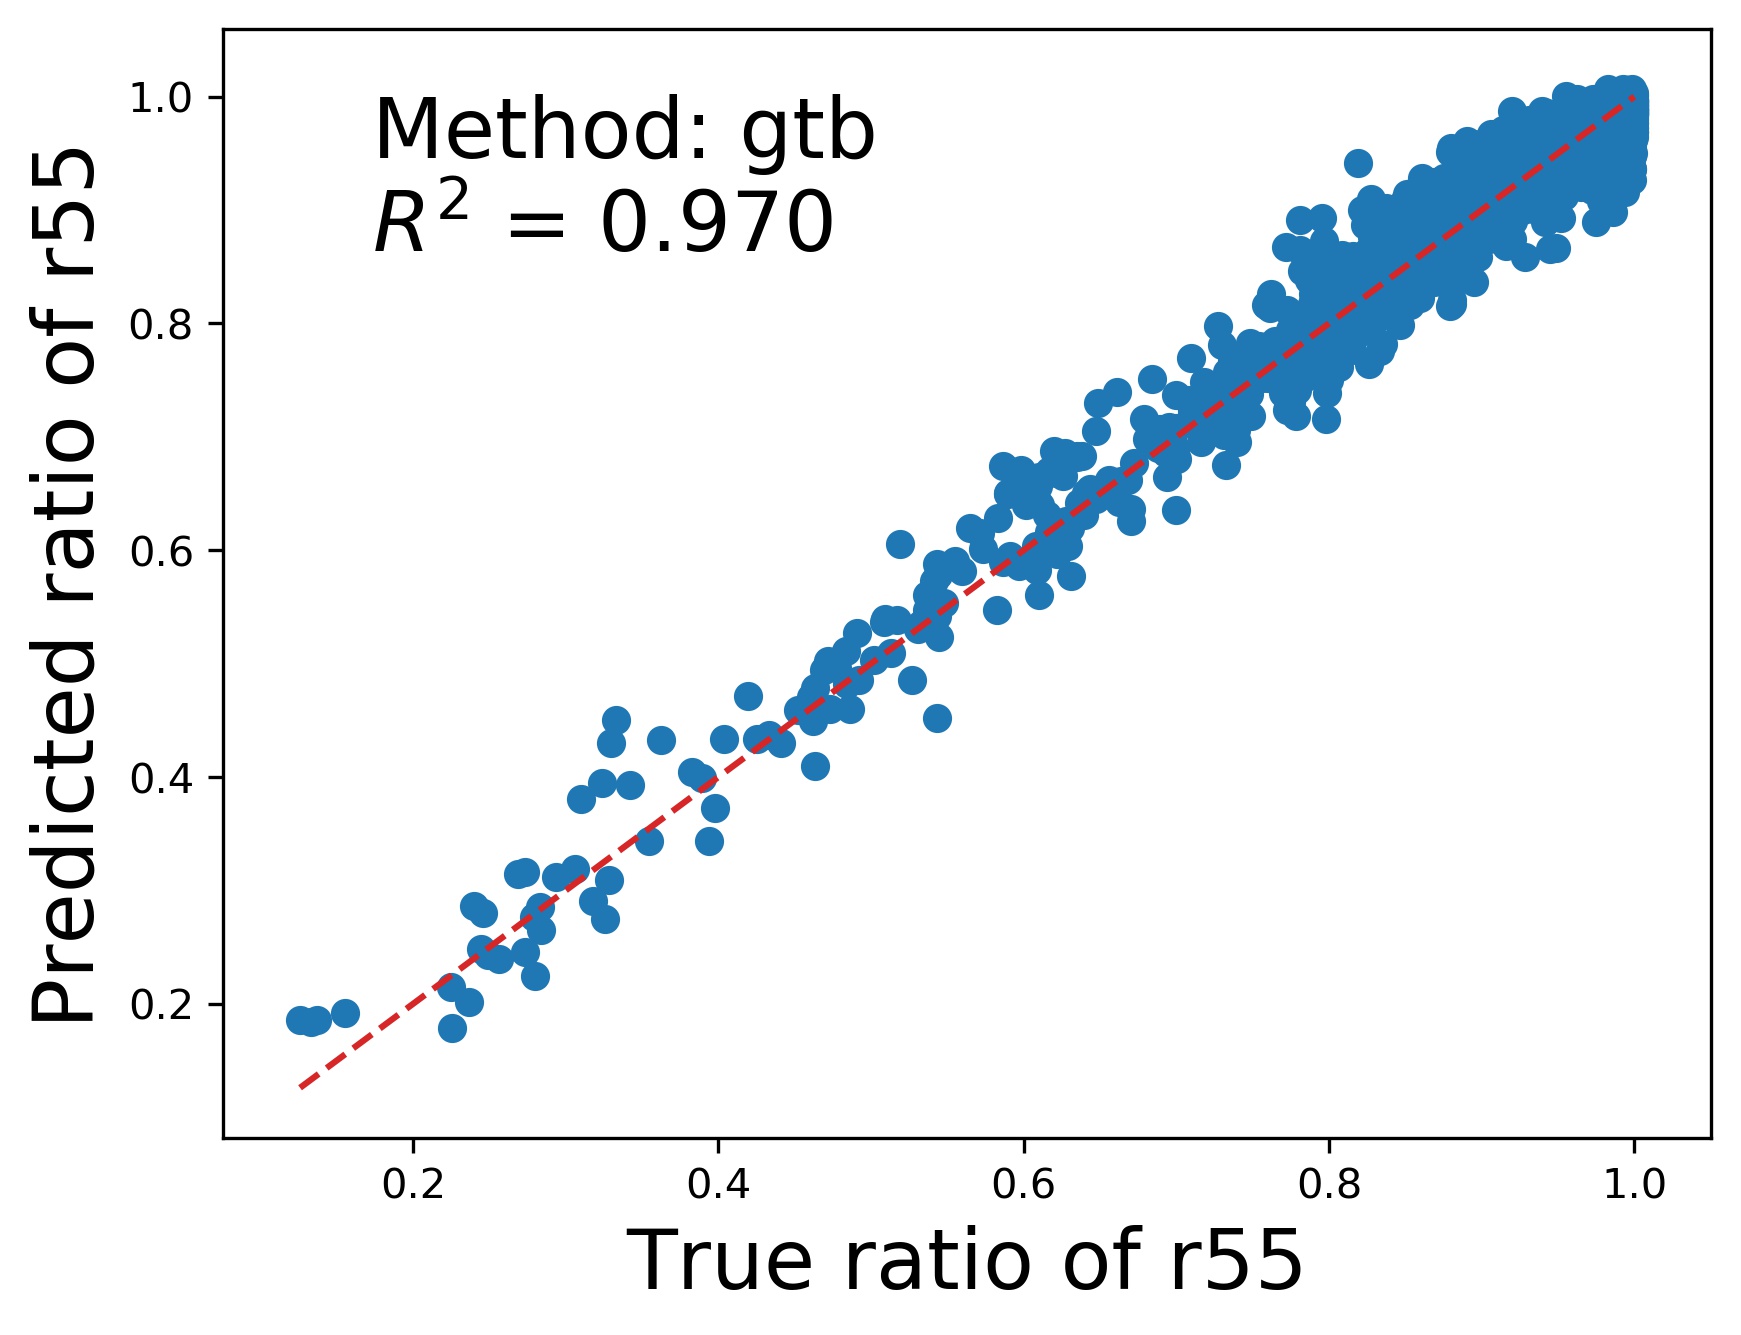 Method: gtb
R² = 0.970
1.0
0.8
0.6
0.4
0.2
Predicted ratio of r55
0.2 0.4 0.6 0.8 1.0
True ratio of r55